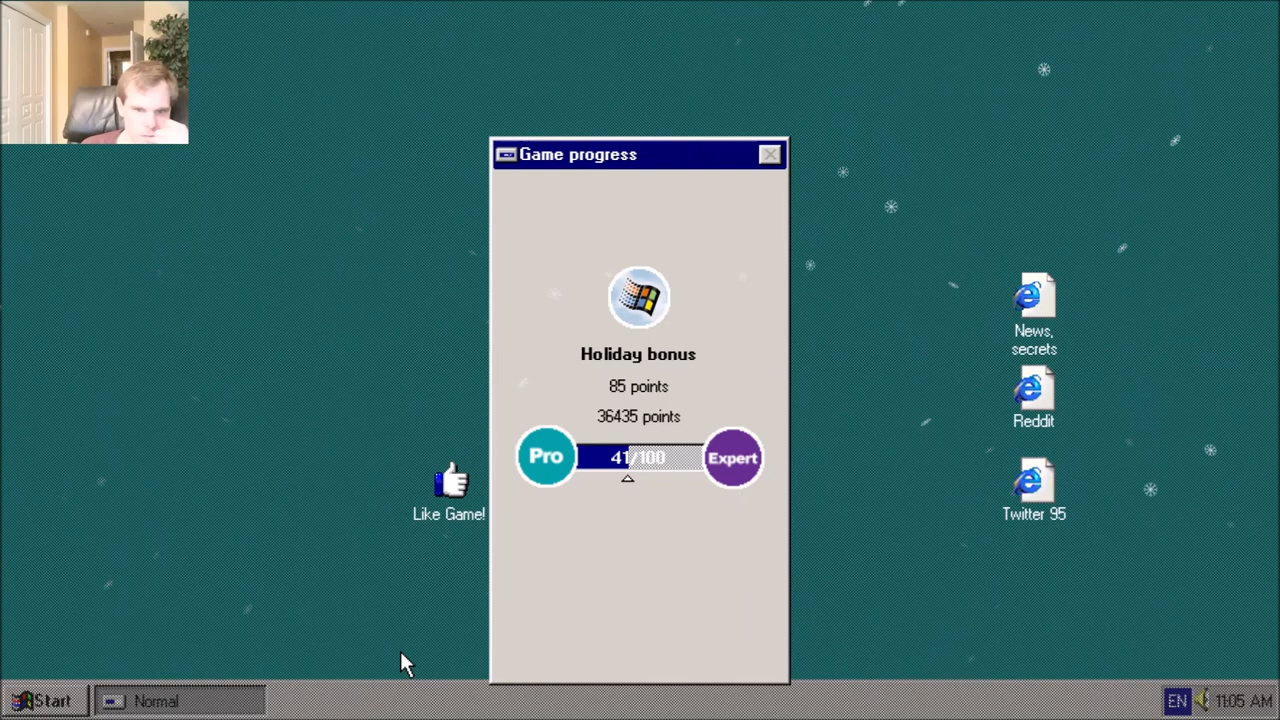 Game progress
Holiday bonus
85 points
36435 points
Pro
41/100
Expert
Like Game!
News,
secrets
Reddit
Twitter 95
Start
Normal
EN
11:05 AM